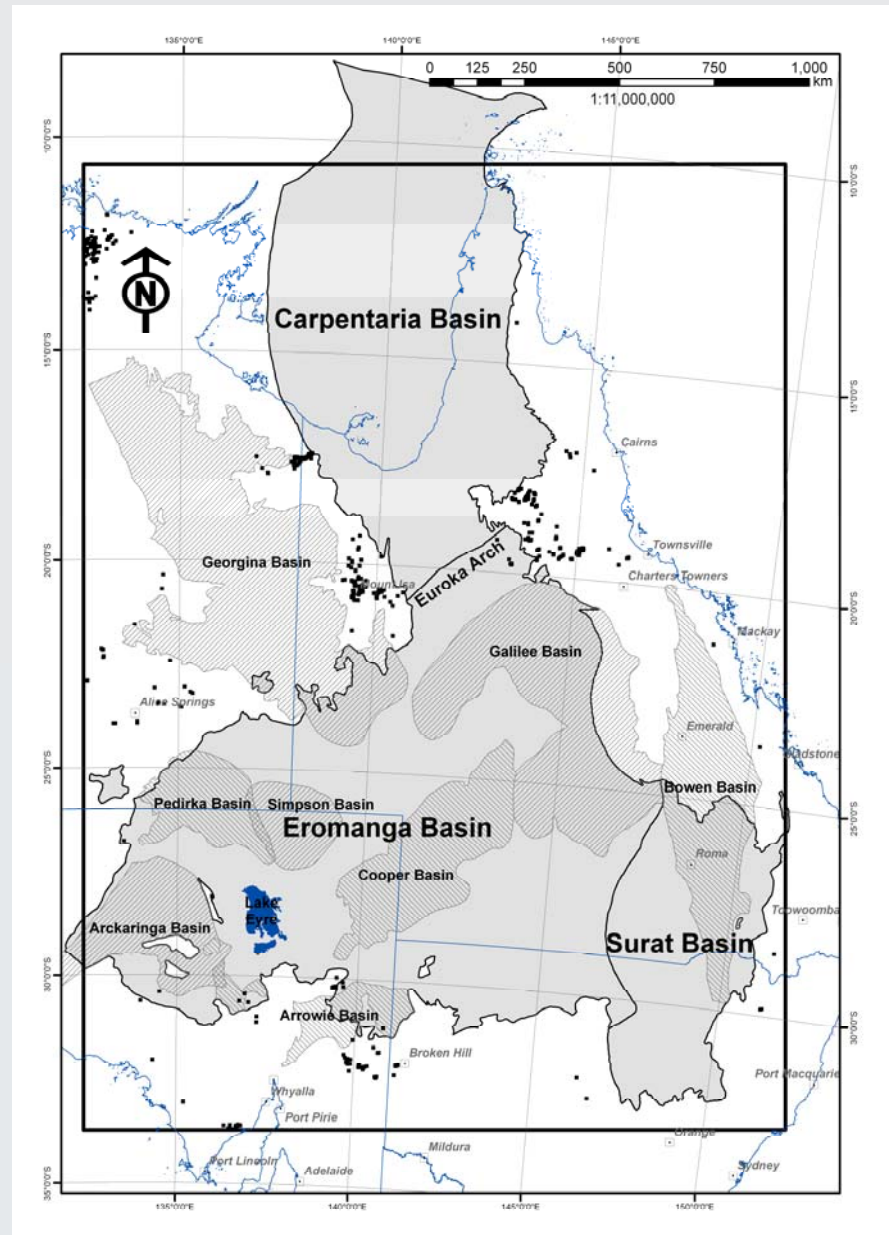 135°0'0"E
140°0'0"E
145°0'0"E
0 125 250 500 750 1,000
km
1:11,000,000
10°0'0"S
10°0'0"S
N
Carpentaria Basin
15°0'0"S
15°0'0"S
Cairns
Georgina Basin
20°0'0"S
Mount Isa
Euroka Arch
Townsville
Charters Towers
20°0'0"S
Mackay
Galilee Basin
Alice Springs
Emerald
Gladstone
25°0'0"S
Bowen Basin
25°0'0"S
Pedirka Basin
Simpson Basin
Eromanga Basin
Roma
Cooper Basin
Lake
Eyre
Toowoomba
Arckaringa Basin
Surat Basin
30°0'0"S
Arrowie Basin
30°0'0"S
Broken Hill
Port Macquarie
Whyalla
Port Pirie
Orange
Mildura
Port Lincoln
Adelaide
Sydney
35°0'0"S
135°0'0"E
140°0'0"E
145°0'0"E
150°0'0"E